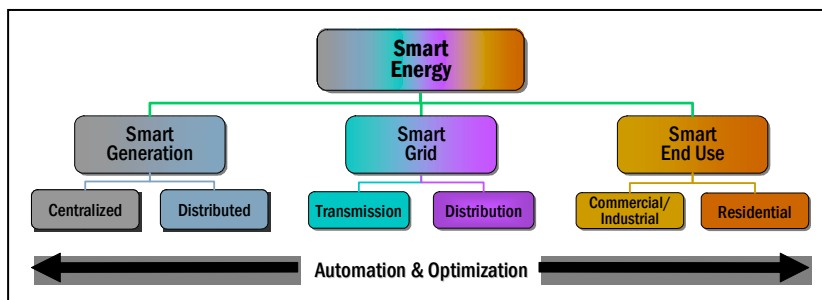 Smart
Energy
Smart
Generation
Smart
Grid
Smart
End Use
Centralized
Distributed
Transmission
Distribution
Commercial/
Industrial
Residential
Automation & Optimization